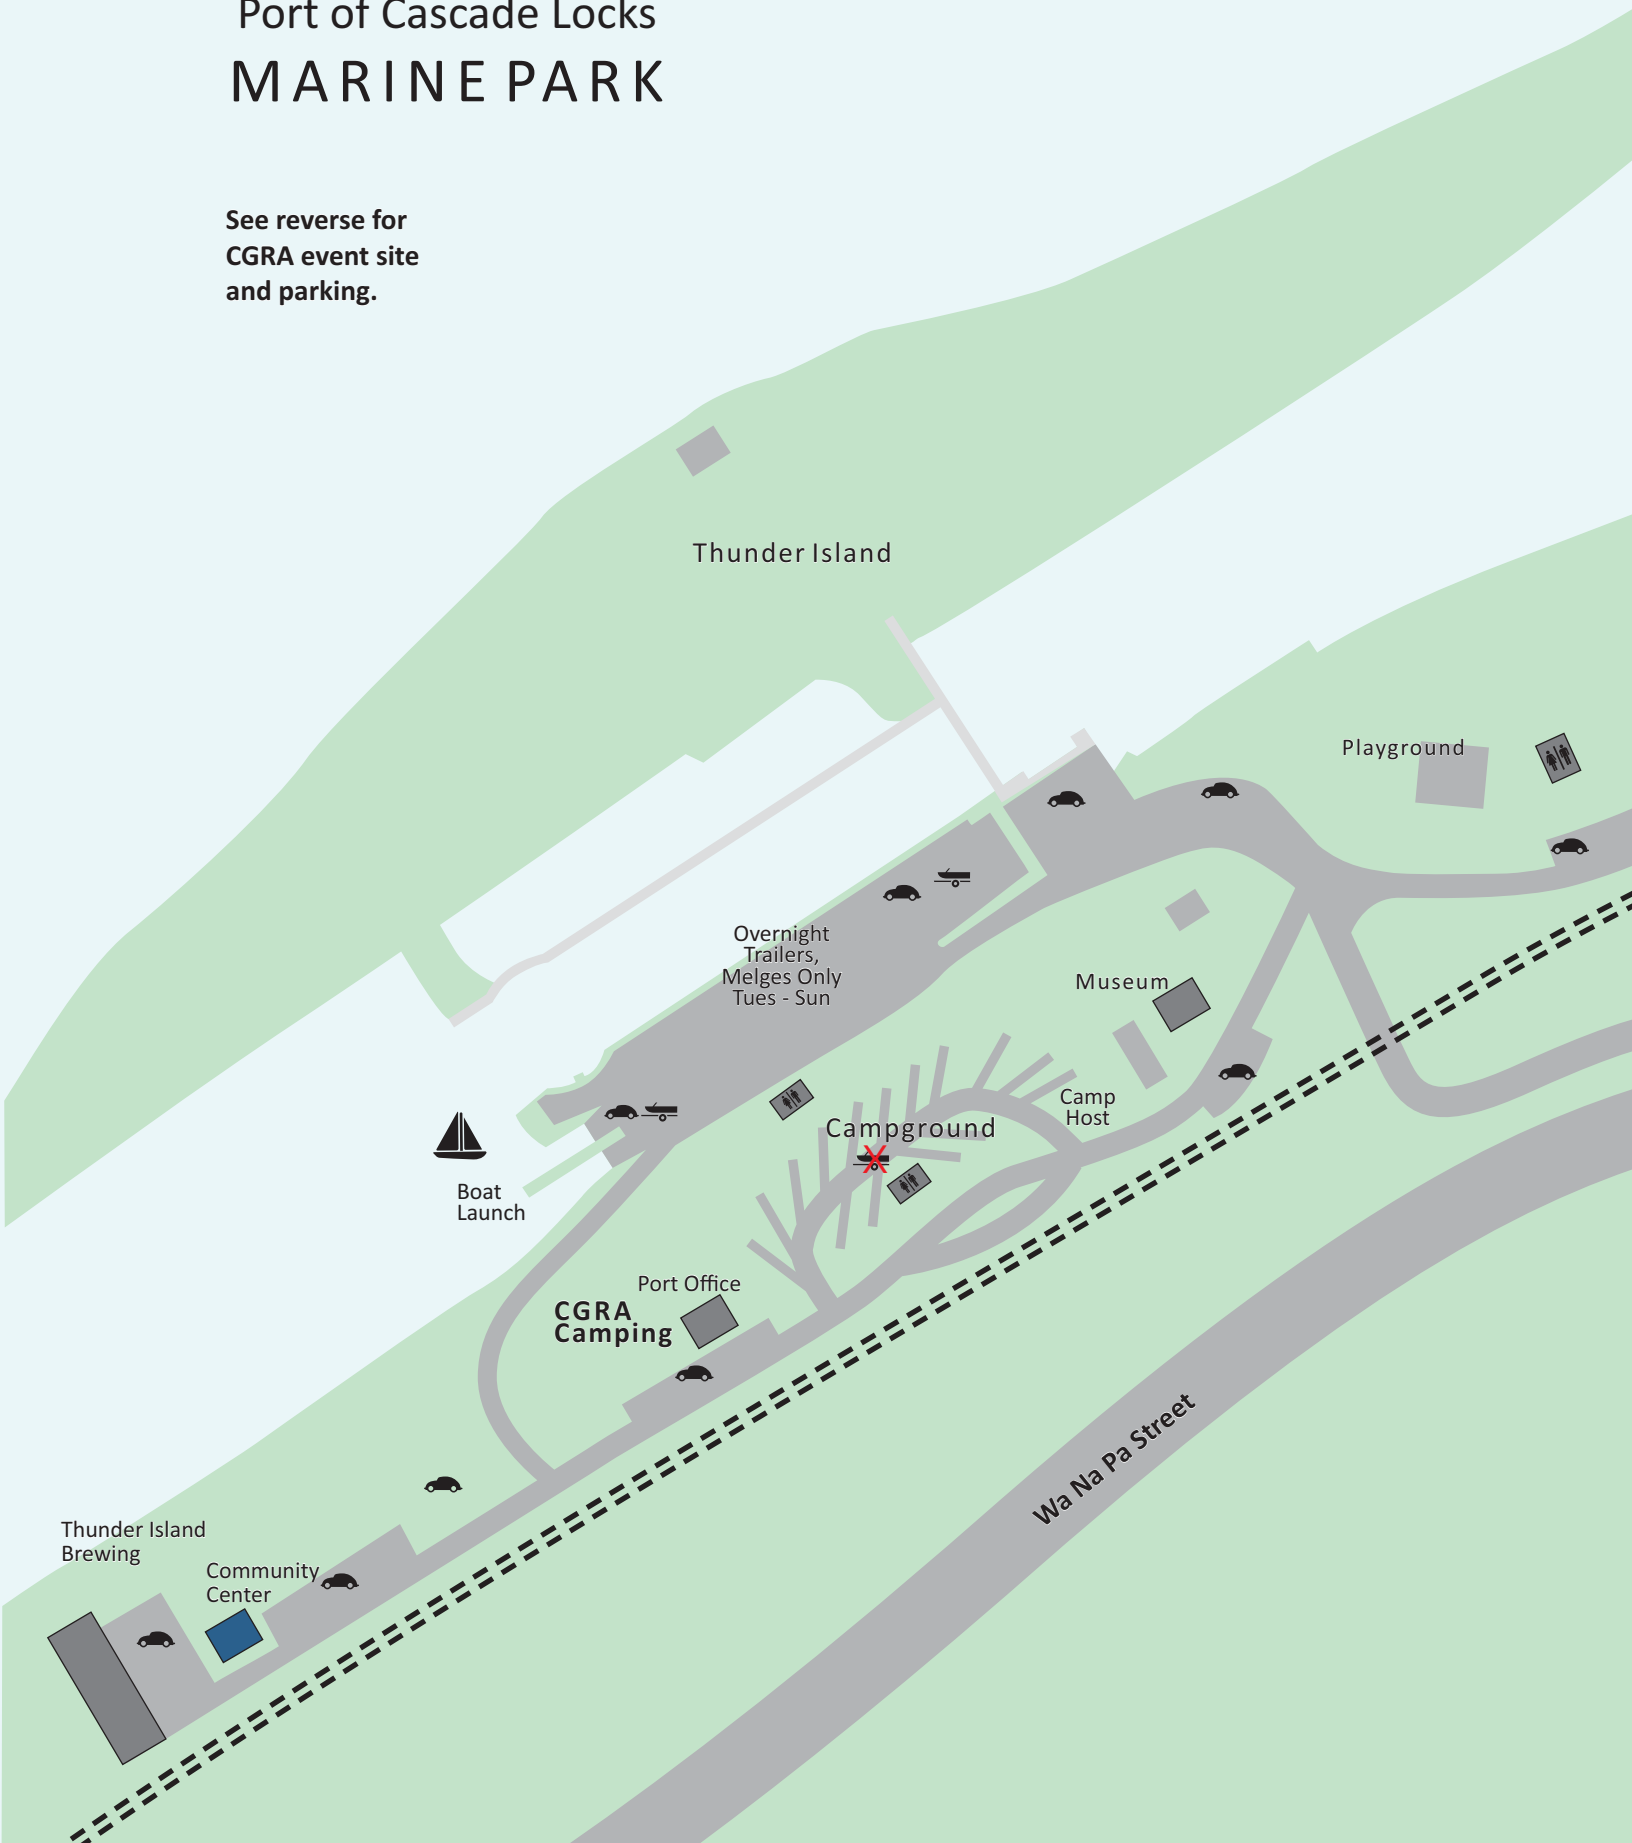 Port of Cascade Locks
MARINE PARK
See reverse for
CGRA event site
and parking.
Thunder Island
Playground
Overnight
Trailers,
Melges Only
Tues - Sun
Museum
Camp
Host
Campground
Boat
Launch
Port Office
CGRA
Camping
Wa Na Pa Street
Thunder Island
Brewing
Community
Center